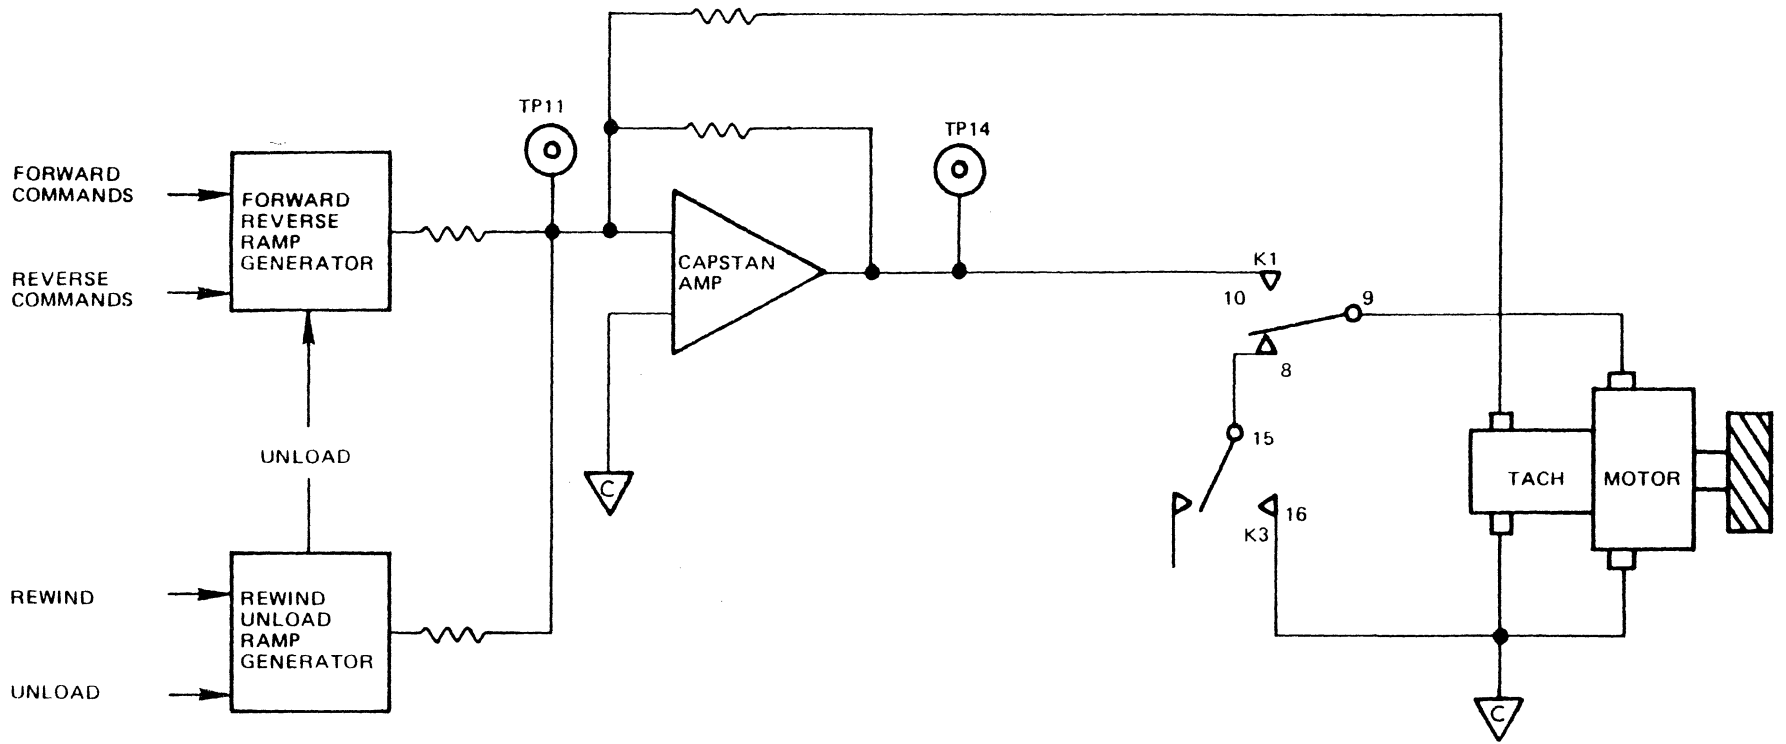 TP11
TP14
FORWARD
COMMANDS
REVERSE
COMMANDS
FORWARD
REVERSE
RAMP
GENERATOR
CAPSTAN
AMP
K1
10
9
8
15
16
K3
UNLOAD
TACH
MOTOR
C
REWIND
UNLOAD
REWIND
UNLOAD
RAMP
GENERATOR
C